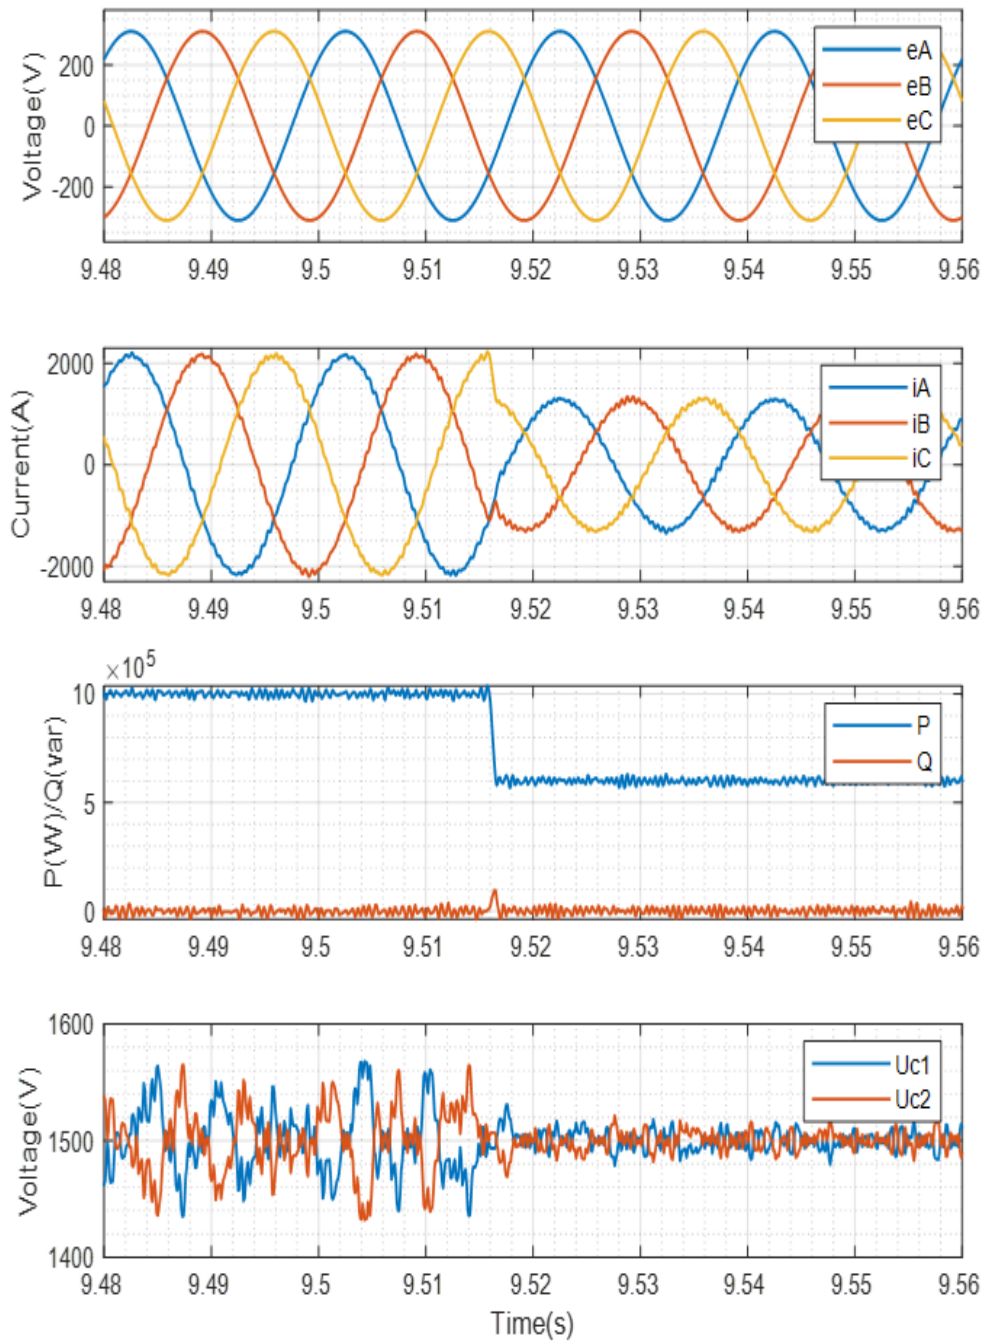 Voltage(V)
200
0
-200
eA
eB
eC
9.48 9.49 9.5 9.51 9.52 9.53 9.54 9.55 9.56
Current(A)
2000
0
-2000
iA
iB
iC
9.48 9.49 9.5 9.51 9.52 9.53 9.54 9.55 9.56
×10⁵
P(W)/Q(var)
10
5
0
P
Q
9.48 9.49 9.5 9.51 9.52 9.53 9.54 9.55 9.56
Voltage(V)
1600
1500
1400
Uc1
Uc2
9.48 9.49 9.5 9.51 9.52 9.53 9.54 9.55 9.56
Time(s)